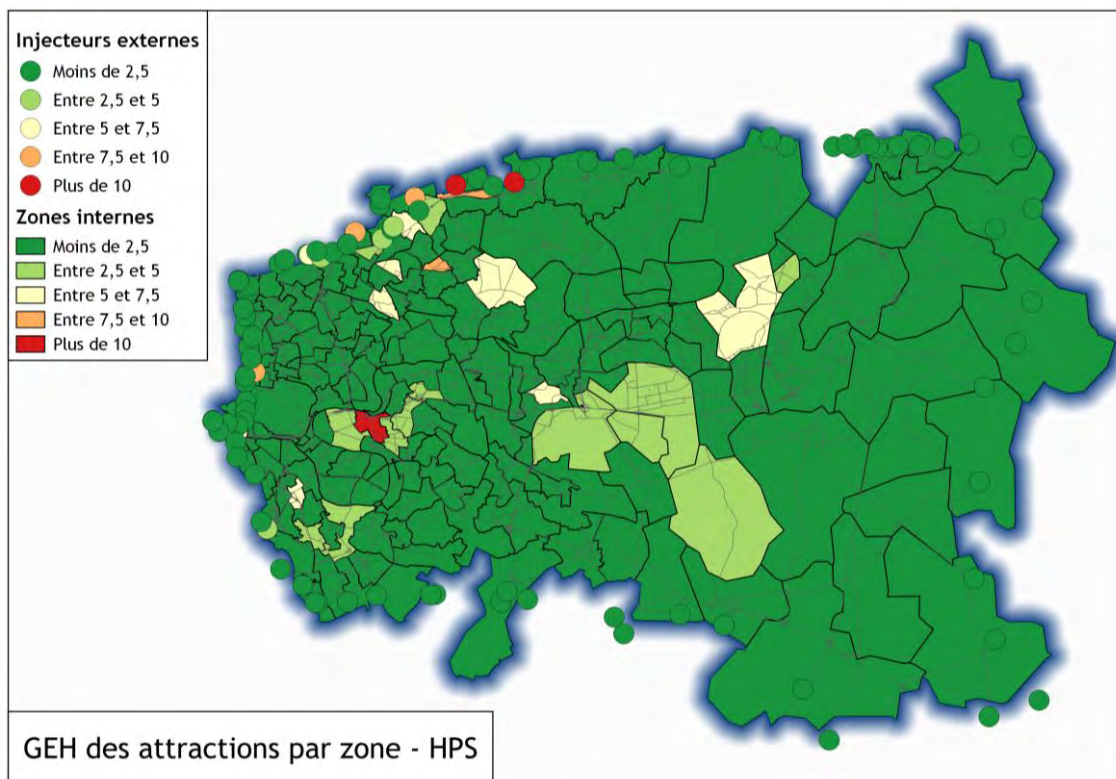 Injecteurs externes
Moins de 2,5
Entre 2,5 et 5
Entre 5 et 7,5
Entre 7,5 et 10
Plus de 10
Zones internes
Moins de 2,5
Entre 2,5 et 5
Entre 5 et 7,5
Entre 7,5 et 10
Plus de 10
GEH des attractions par zone - HPS